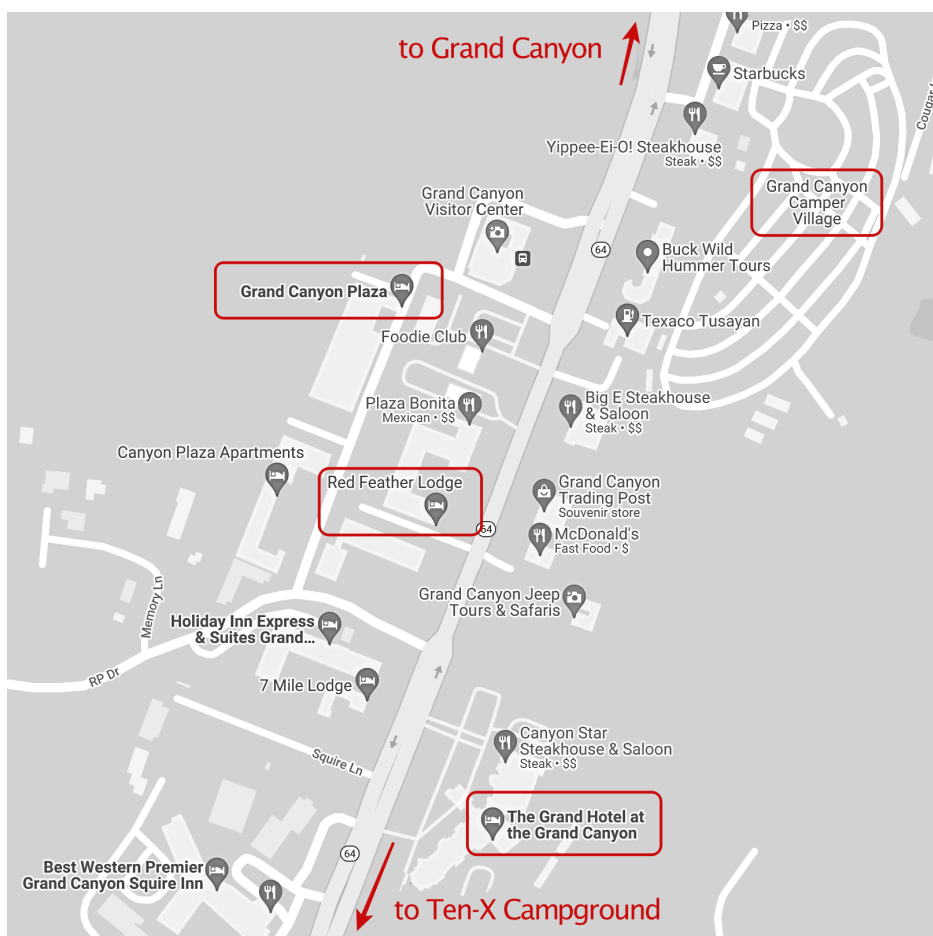 Pizza • $$
to Grand Canyon
Starbucks
Cougar
Yippee-Ei-O! Steakhouse
Steak • $$
Grand Canyon
Camper
Village
Grand Canyon
Visitor Center
64
Buck Wild
Hummer Tours
Grand Canyon Plaza
Texaco Tusayan
Foodie Club
Plaza Bonita
Mexican • $$
Big E Steakhouse
& Saloon
Steak • $$
Canyon Plaza Apartments
Red Feather Lodge
Grand Canyon
Trading Post
Souvenir store
64
McDonald's
Fast Food • $
Memory Ln
Grand Canyon Jeep
Tours & Safaris
Holiday Inn Express
& Suites Grand...
RP Dr
7 Mile Lodge
Squire Ln
Canyon Star
Steakhouse & Saloon
Steak • $$
The Grand Hotel at
the Grand Canyon
64
Best Western Premier
Grand Canyon Squire Inn
to Ten-X Campground